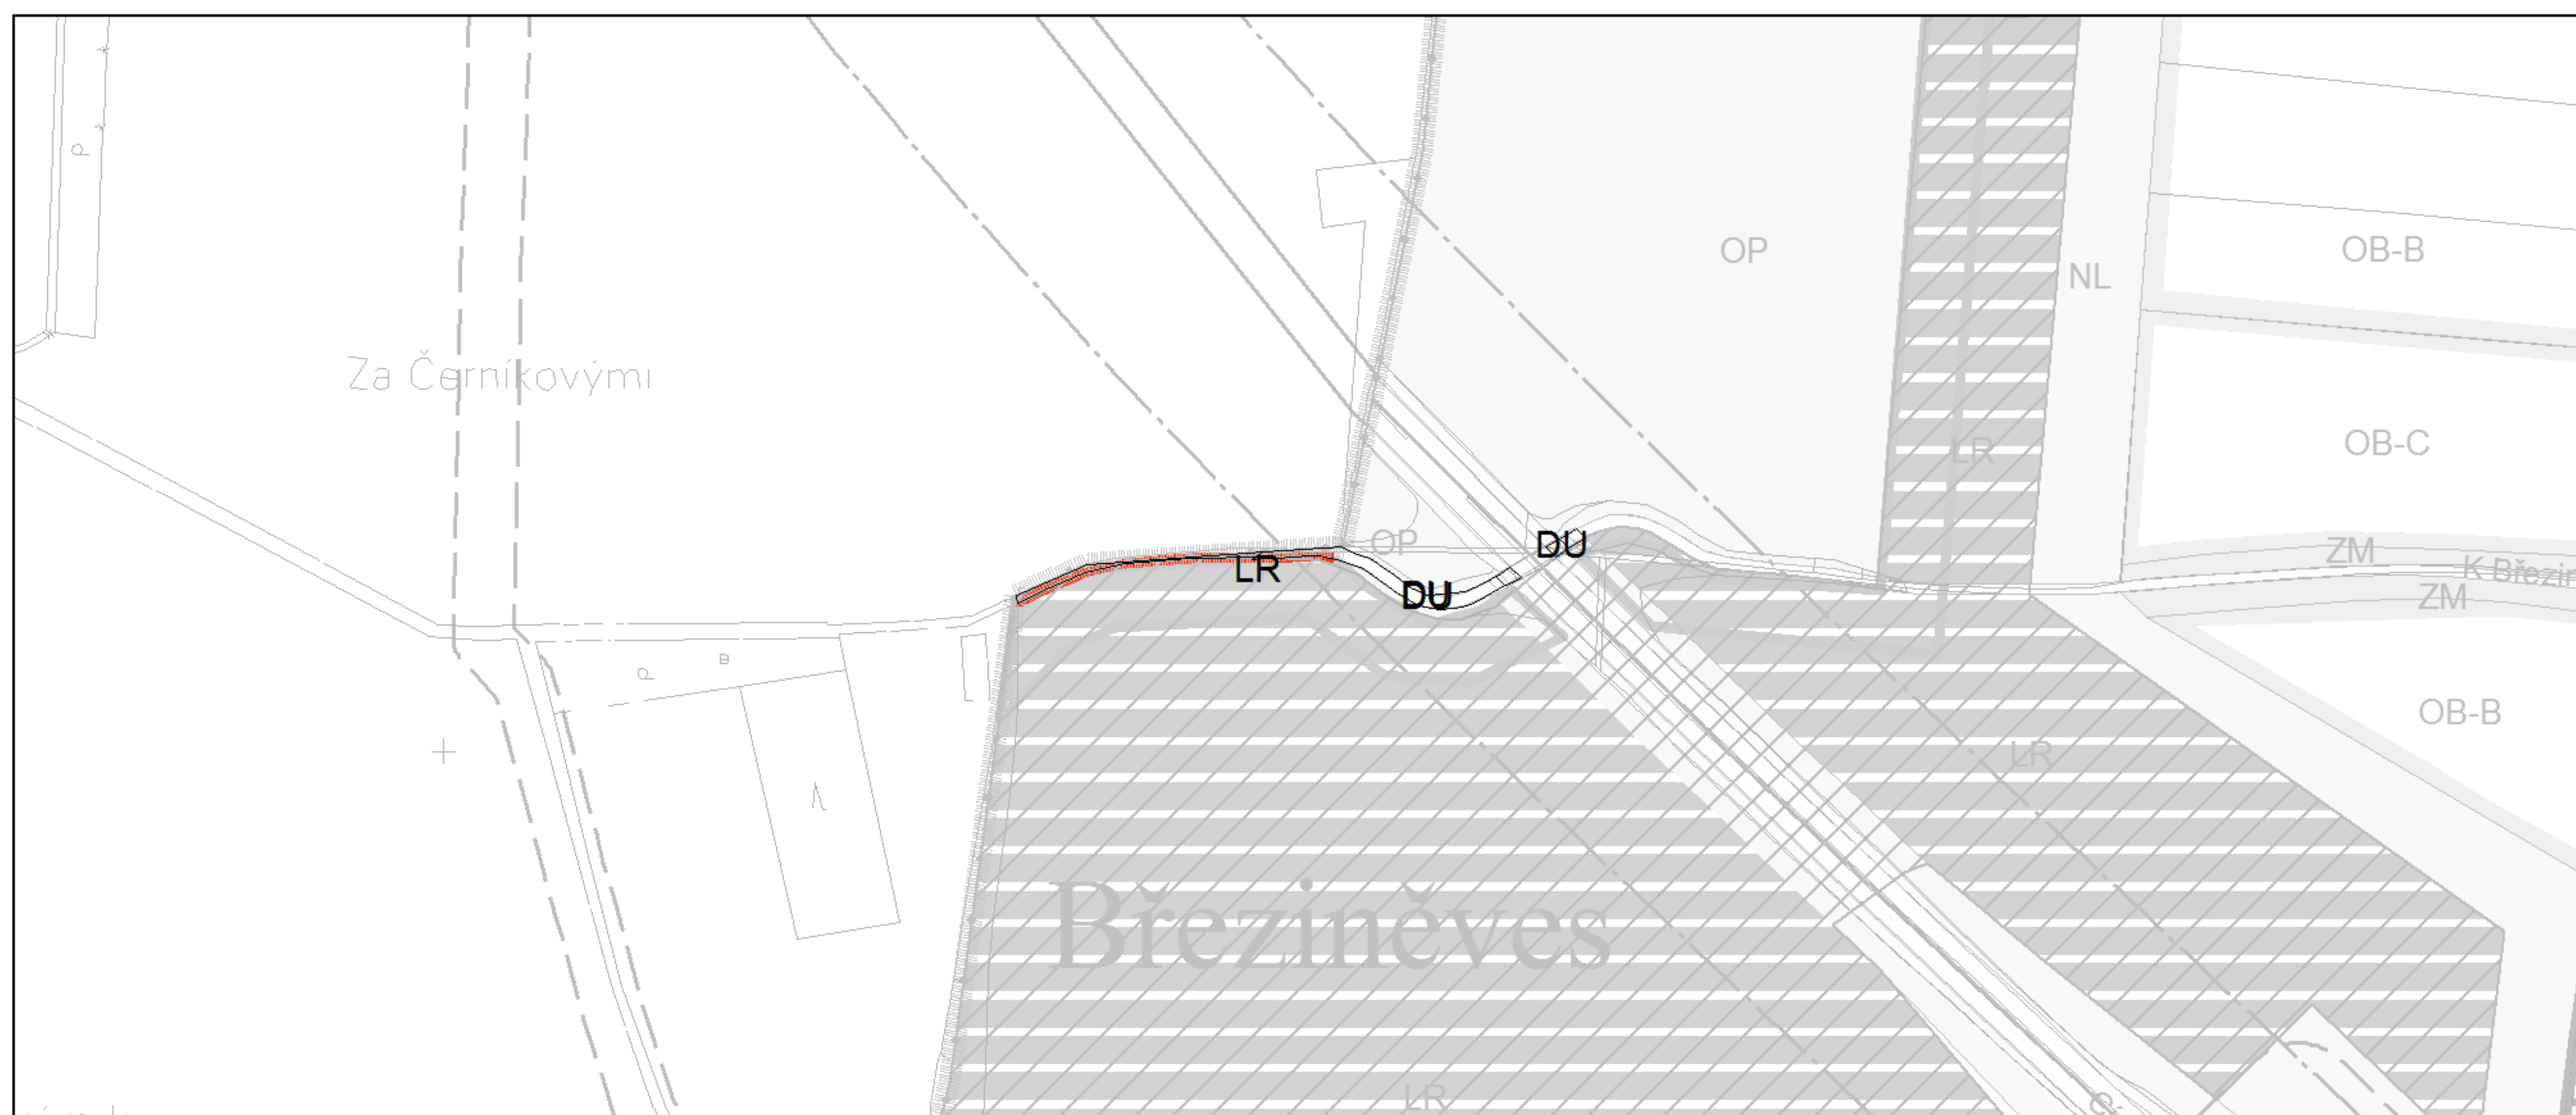 P
OP
OB-B
NL
Za Černíkovými
OB-C
LR
OP
DU
ZM
LR
K Březin
DU
ZM
B
P
OB-B
LR
Březiněves
LR